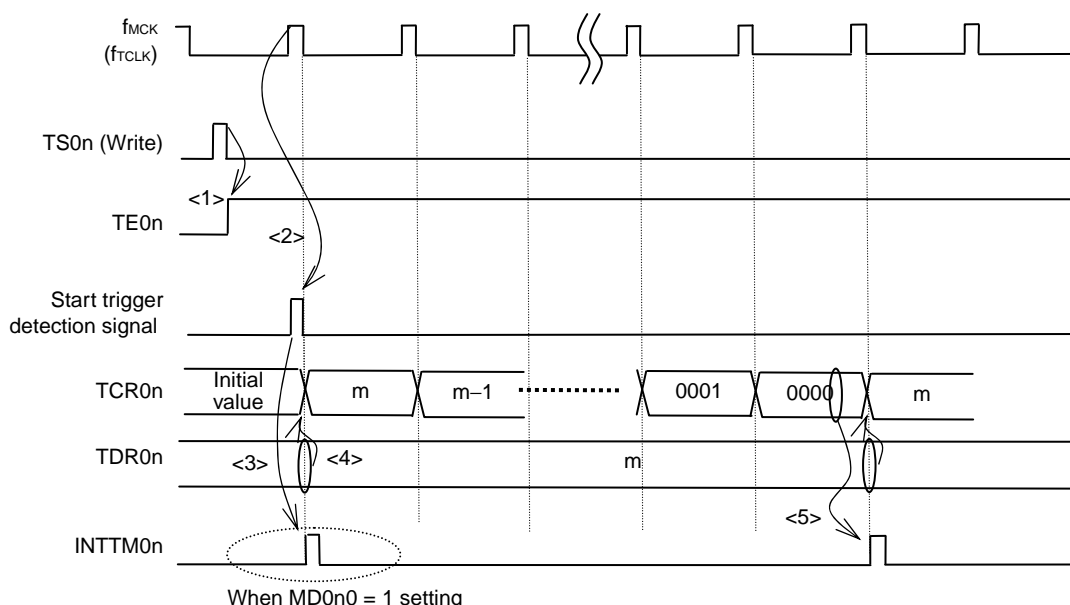 fMCK
(fTCLK)
TS0n (Write)
<1>
TE0n
<2>
Start trigger
detection signal
TCR0n
Initial
value
m
m−1
0001
0000
m
TDR0n
<3>
<4>
m
<5>
INTTM0n
When MD0n0 = 1 setting